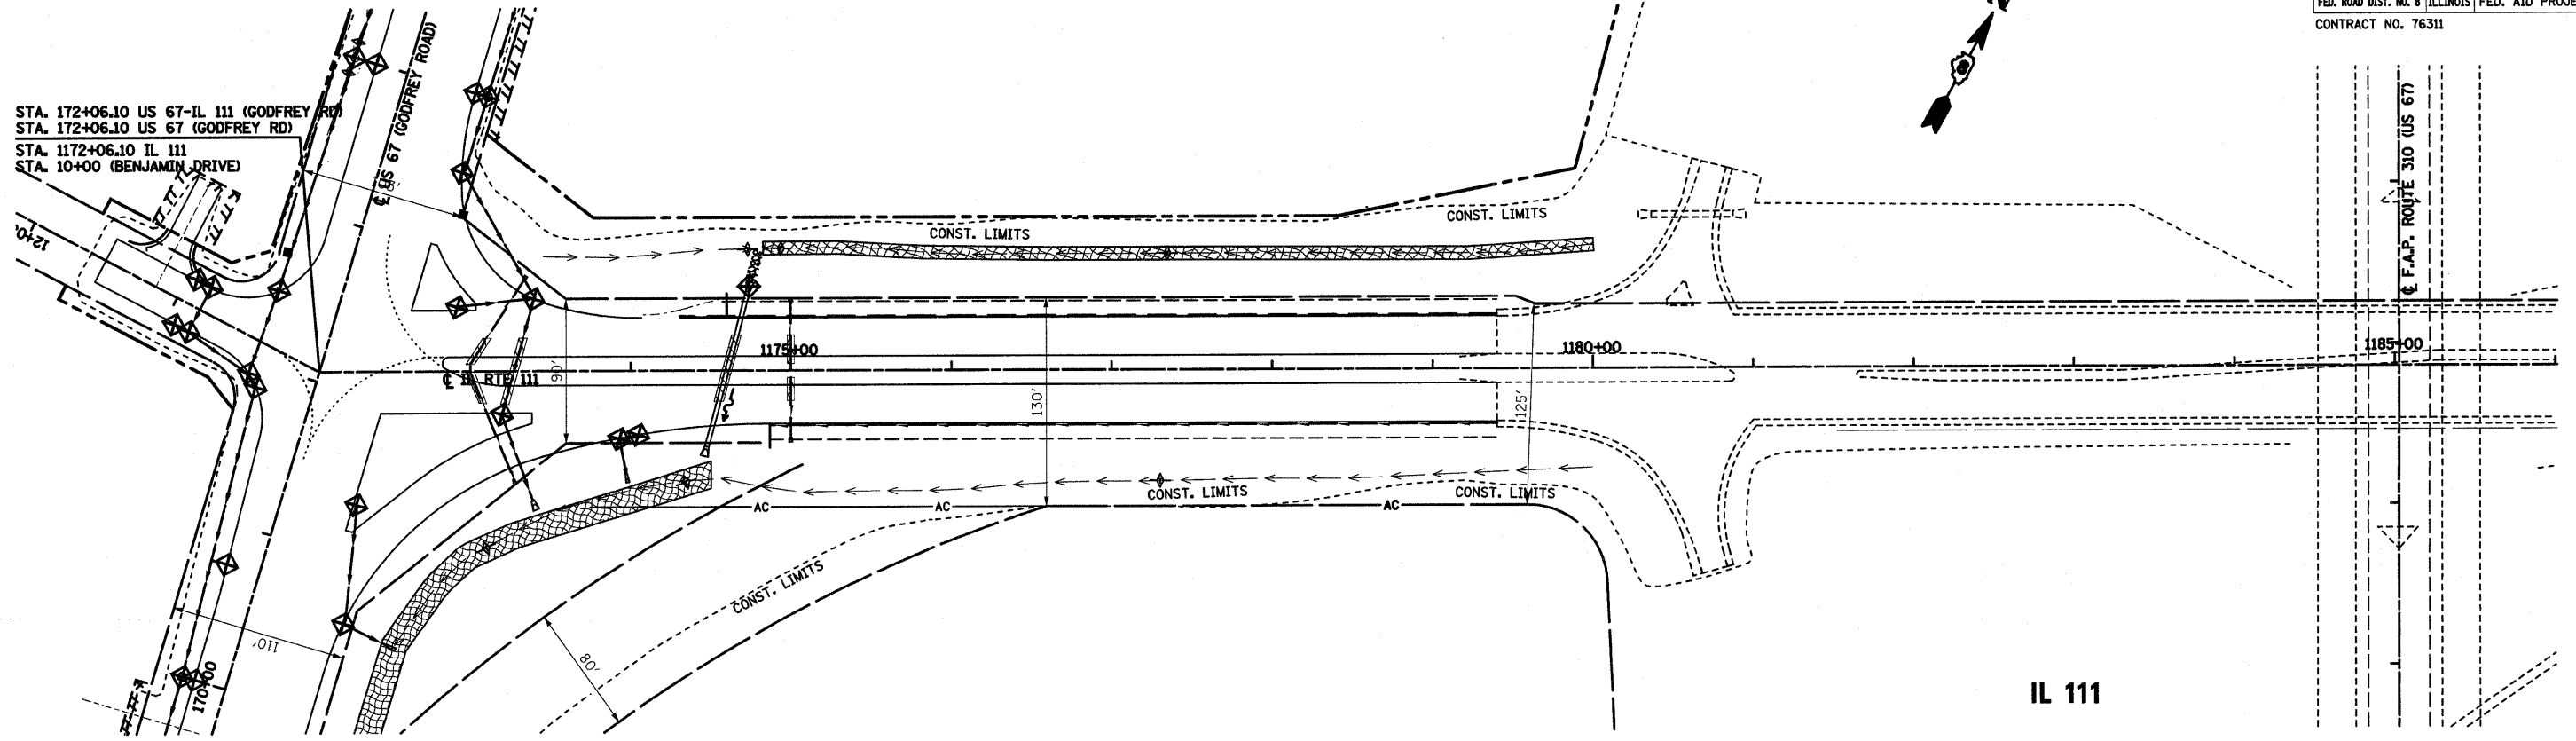 FED. ROAD DIST. NO. 8 ILLINOIS FED. AID PROJE
CONTRACT NO. 76311
STA. 172+06.10 US 67-IL 111 (GODFREY RD)
STA. 172+06.10 US 67 (GODFREY RD)
STA. 1172+06.10 IL 111
STA. 10+00 (BENJAMIN DRIVE)
℄ US 67 (GODFREY ROAD)
℄ F.A.P. ROUTE 310 (US 67)
CONST. LIMITS
CONST. LIMITS
1175+00
1180+00
1185+00
℄ IL RTE 111
90'
130'
125'
CONST. LIMITS
CONST. LIMITS
AC
AC
AC
CONST. LIMITS
110'
80'
170+00
IL 111